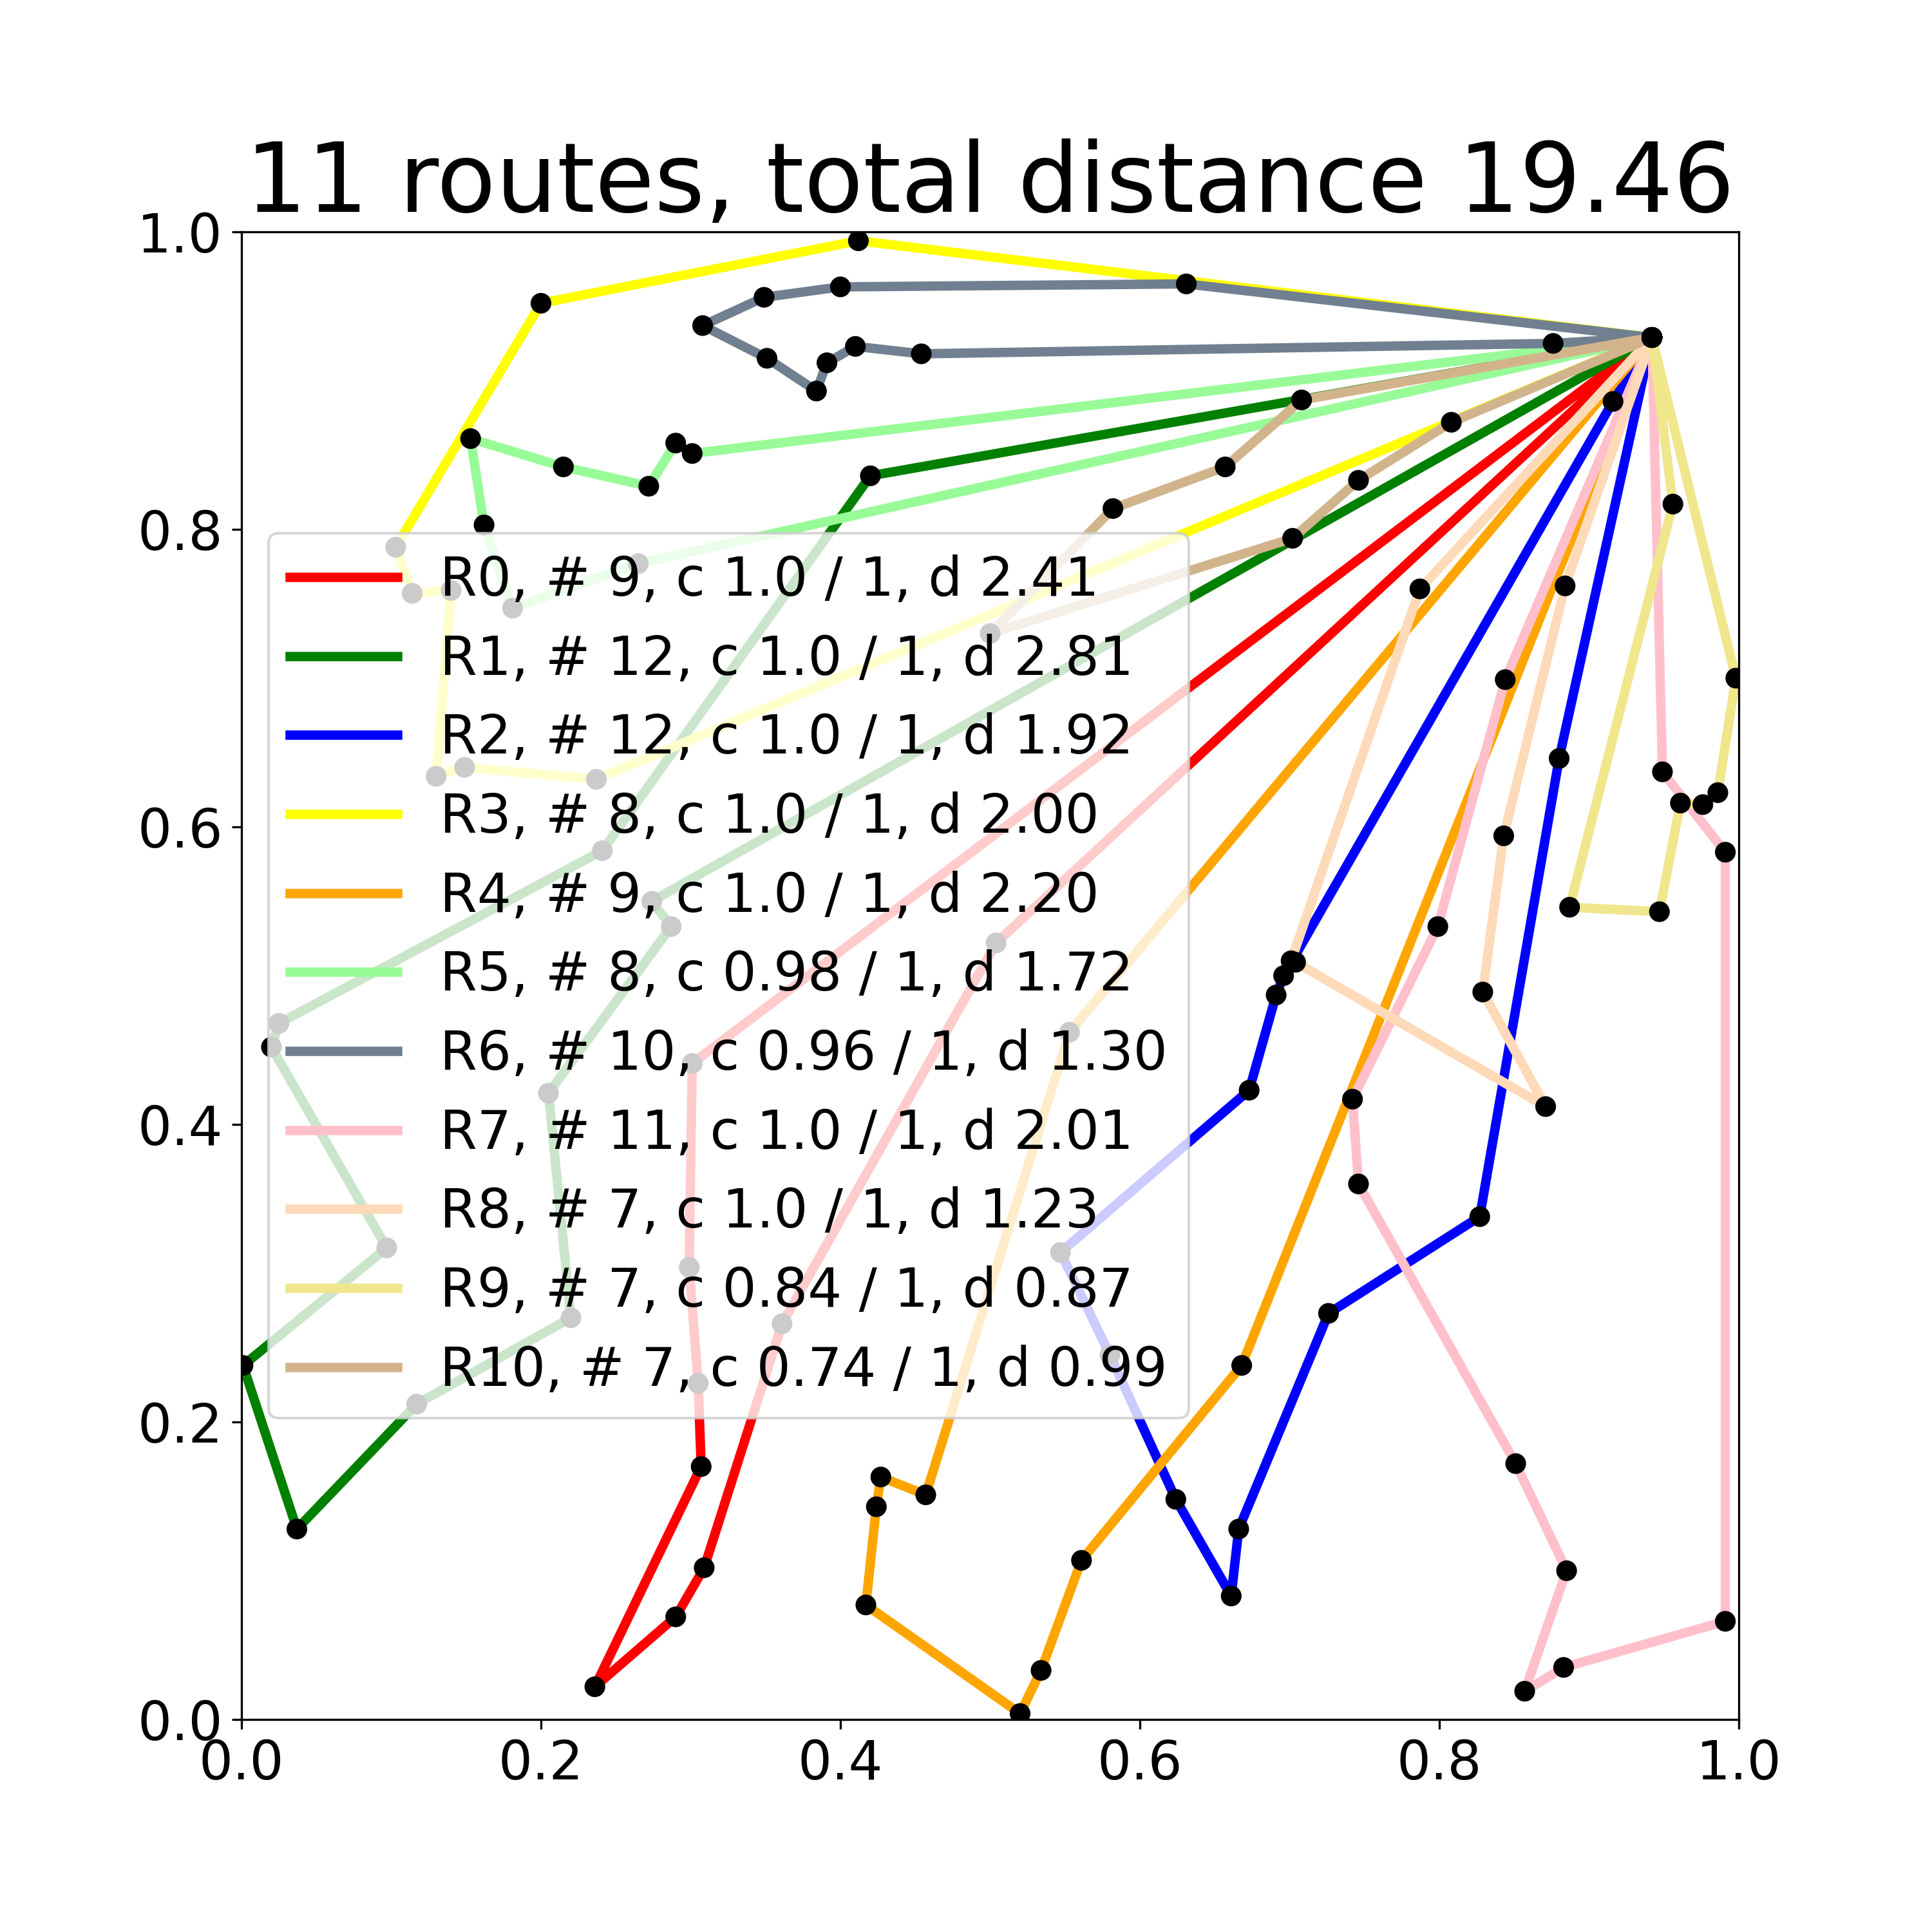 11 routes, total distance 19.46
1.0
0.8
0.6
0.4
0.2
0.0
R0, # 9, c 1.0 / 1, d 2.41
R1, # 12, c 1.0 / 1, d 2.81
R2, # 12, c 1.0 / 1, d 1.92
R3, # 8, c 1.0 / 1, d 2.00
R4, # 9, c 1.0 / 1, d 2.20
R5, # 8, c 0.98 / 1, d 1.72
R6, # 10, c 0.96 / 1, d 1.30
R7, # 11, c 1.0 / 1, d 2.01
R8, # 7, c 1.0 / 1, d 1.23
R9, # 7, c 0.84 / 1, d 0.87
R10, # 7, c 0.74 / 1, d 0.99
0.0 0.2 0.4 0.6 0.8 1.0